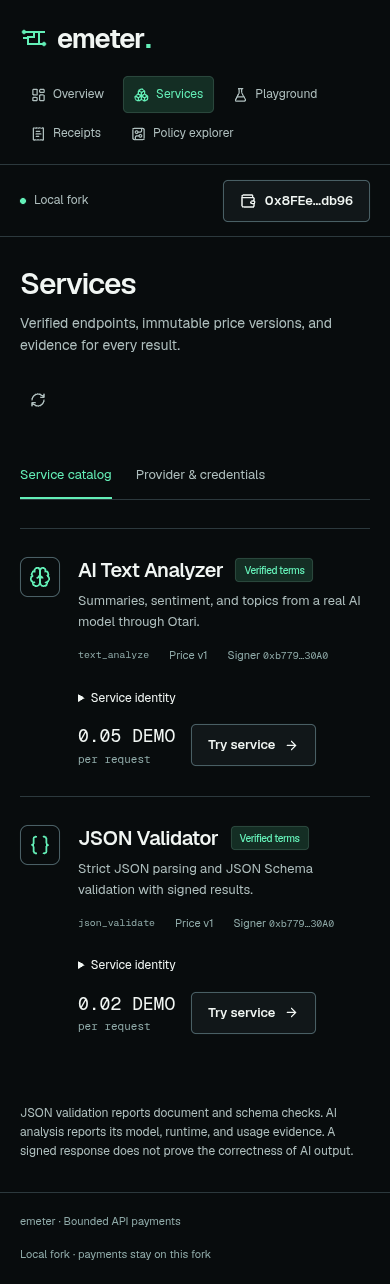 emeter.
Overview
Services
Playground
Receipts
Policy explorer
Local fork
0x8FEe…db96
Services
Verified endpoints, immutable price versions, and
evidence for every result.
Service catalog
Provider & credentials
AI Text Analyzer
Verified terms
Summaries, sentiment, and topics from a real AI
model through Otari.
text_analyze
Price v1
Signer 0xb779…30A0
Service identity
0.05 DEMO
per request
Try service
JSON Validator
Verified terms
Strict JSON parsing and JSON Schema
validation with signed results.
json_validate
Price v1
Signer 0xb779…30A0
Service identity
0.02 DEMO
per request
Try service
JSON validation reports document and schema checks. AI
analysis reports its model, runtime, and usage evidence. A
signed response does not prove the correctness of AI output.
emeter · Bounded API payments
Local fork · payments stay on this fork